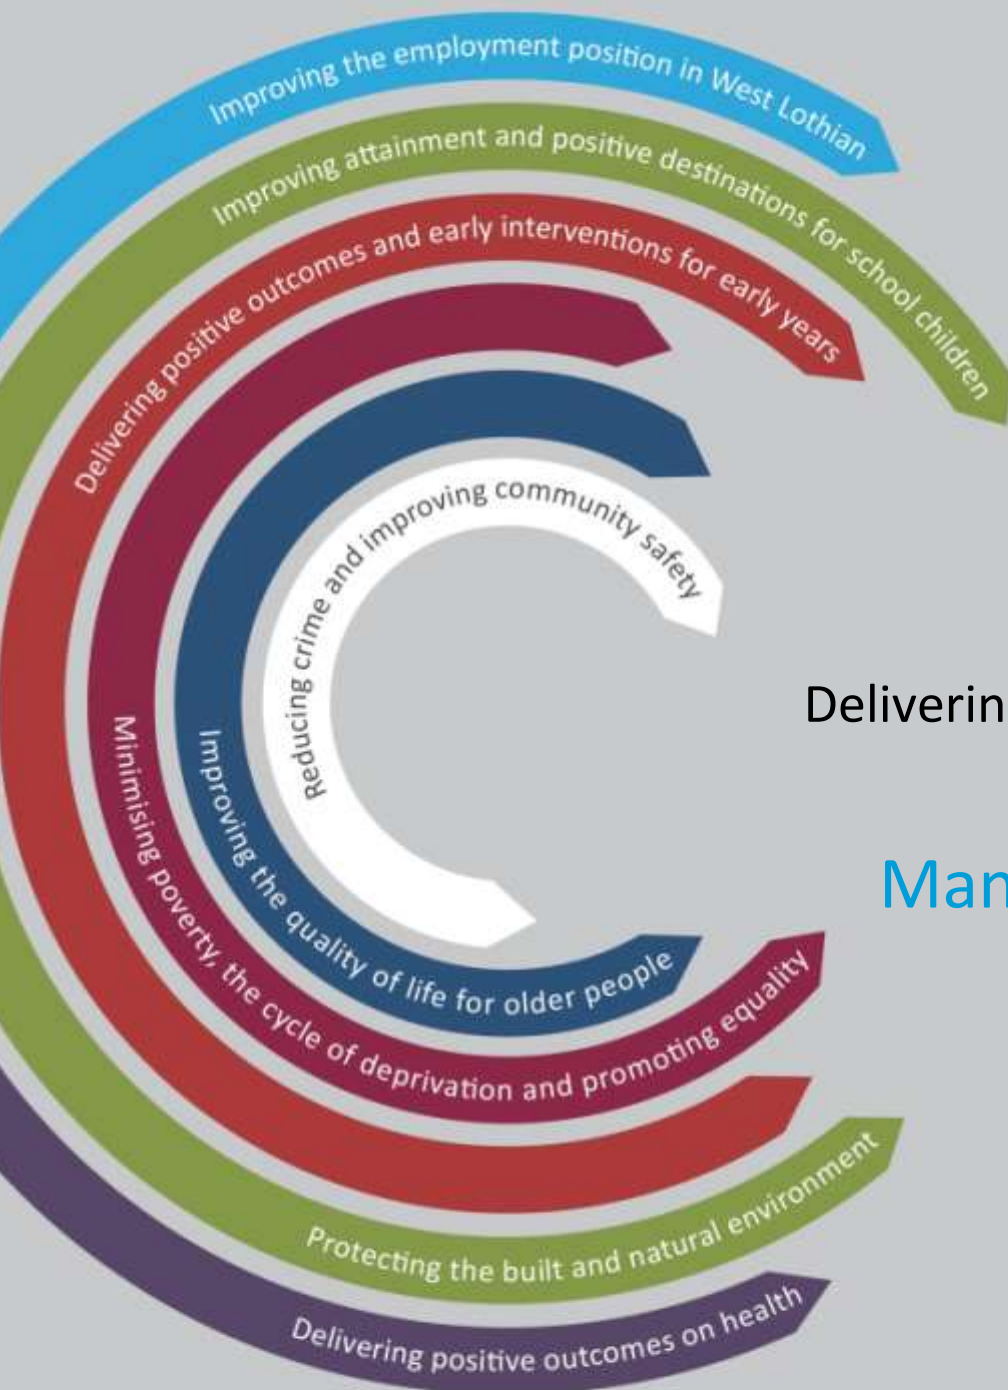 Improving the employment position in West Lothian
Improving attainment and positive destinations for school children
Delivering positive outcomes and early interventions for early years
Reducing crime and improving community safety
Improving the quality of life for older people
Minimising poverty, the cycle of deprivation and promoting equality
Protecting the built and natural environment
Delivering positive outcomes on health
Deliverin
Man